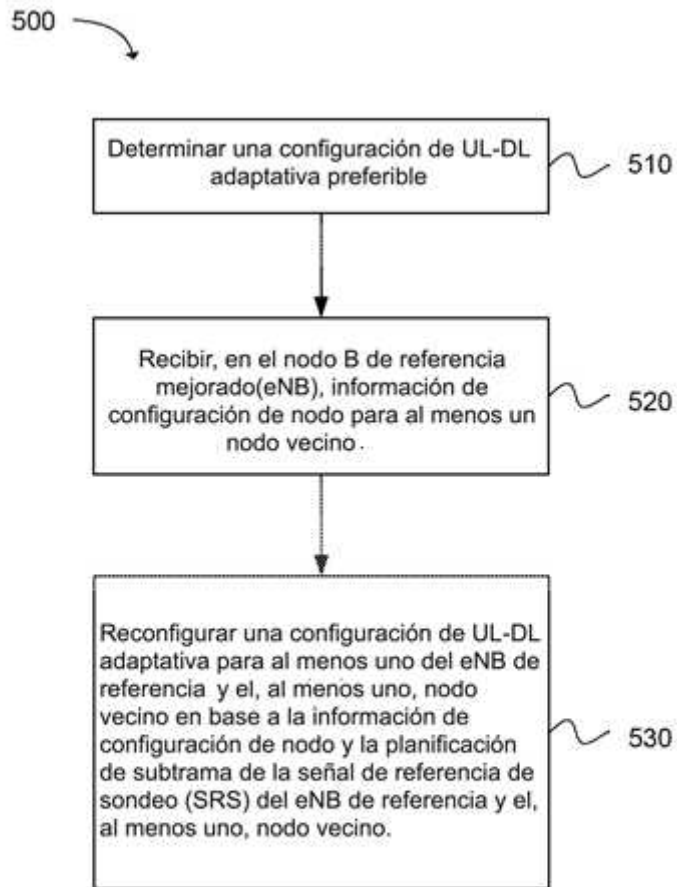 500
Determinar una configuración de UL-DL
adaptativa preferible
510
Recibir, en el nodo B de referencia
mejorado(eNB), información de
configuración de nodo para al menos un
nodo vecino.
520
Reconfigurar una configuración de UL-DL
adaptativa para al menos uno del eNB de
referencia y el, al menos uno, nodo
vecino en base a la información de
configuración de nodo y la planificación
de subtrama de la señal de referencia de
sondeo (SRS) del eNB de referencia y el,
al menos uno, nodo vecino.
530